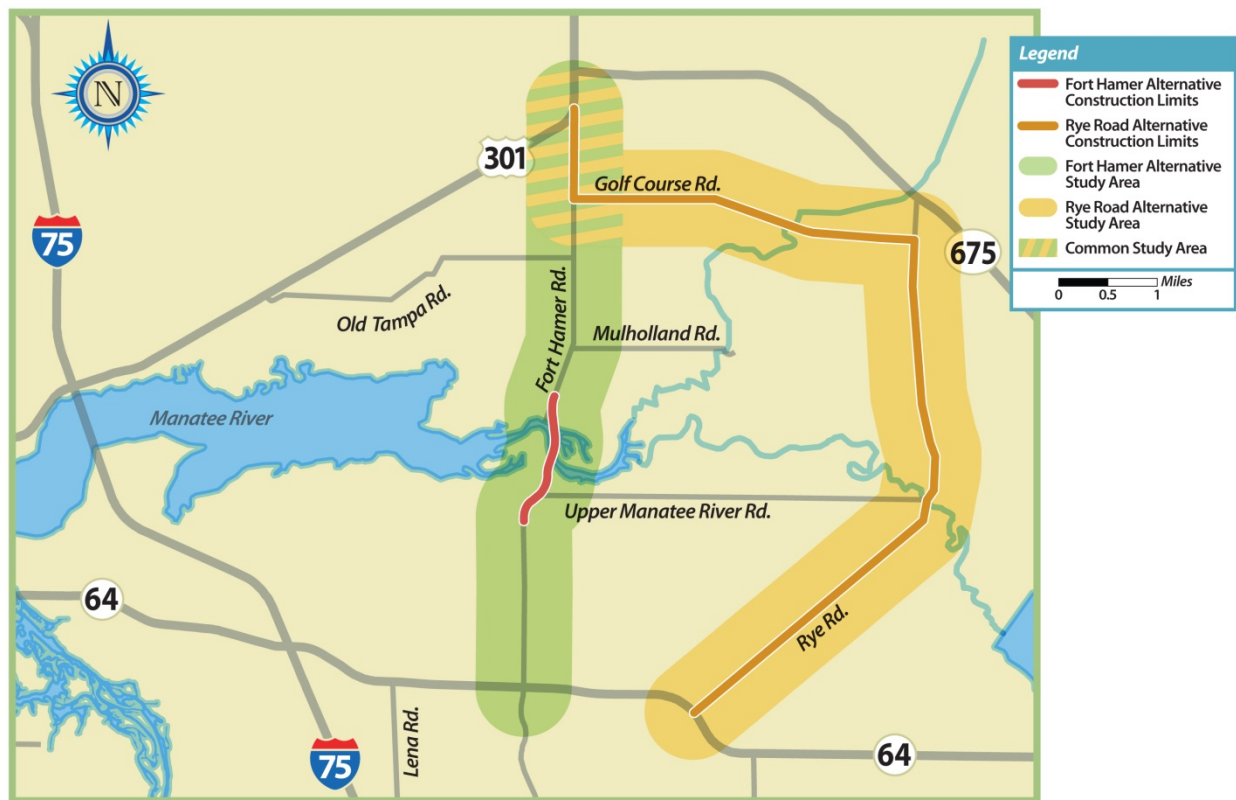 N
301
Golf Course Rd.
75
675
Fort Hamer Rd.
Old Tampa Rd.
Mulholland Rd.
Manatee River
Upper Manatee River Rd.
64
Rye Rd.
Lena Rd.
75
64
Legend
Fort Hamer Alternative
Construction Limits
Rye Road Alternative
Construction Limits
Fort Hamer Alternative
Study Area
Rye Road Alternative
Study Area
Common Study Area
Miles
0 0.5 1